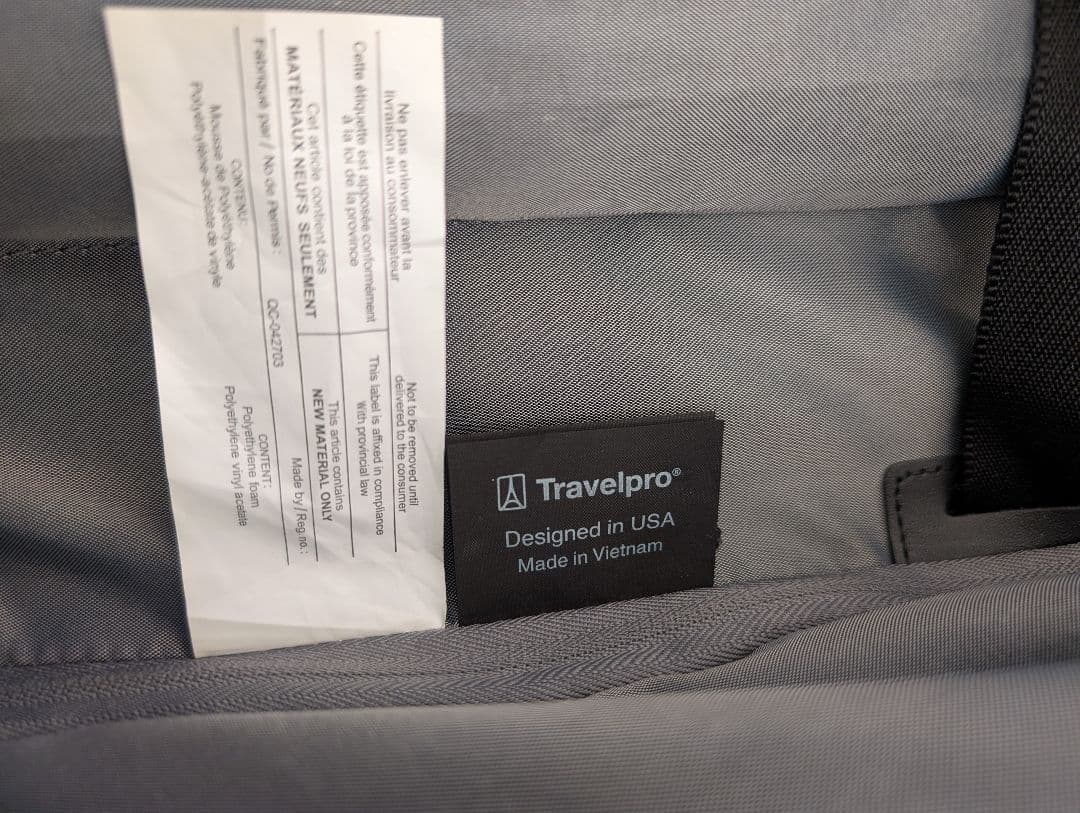 Ne pas enlever avant la
livraison au consommateur
Cette étiquette est apposée conformément
à la loi de la province
Cet article contient des
MATÉRIAUX NEUFS SEULEMENT
Fabriqué par / No de Permis :
QC-042703
CONTENU:
Mousse de Polyéthylène
Polyéthylène-acétate de vinyle
Not to be removed until
delivered to the consumer
This label is affixed in compliance
With provincial law
This article contains
NEW MATERIAL ONLY
Made by / Reg. no. :
CONTENT:
Polyethylene foam
Polyethylene vinyl acetate
Travelpro®
Designed in USA
Made in Vietnam